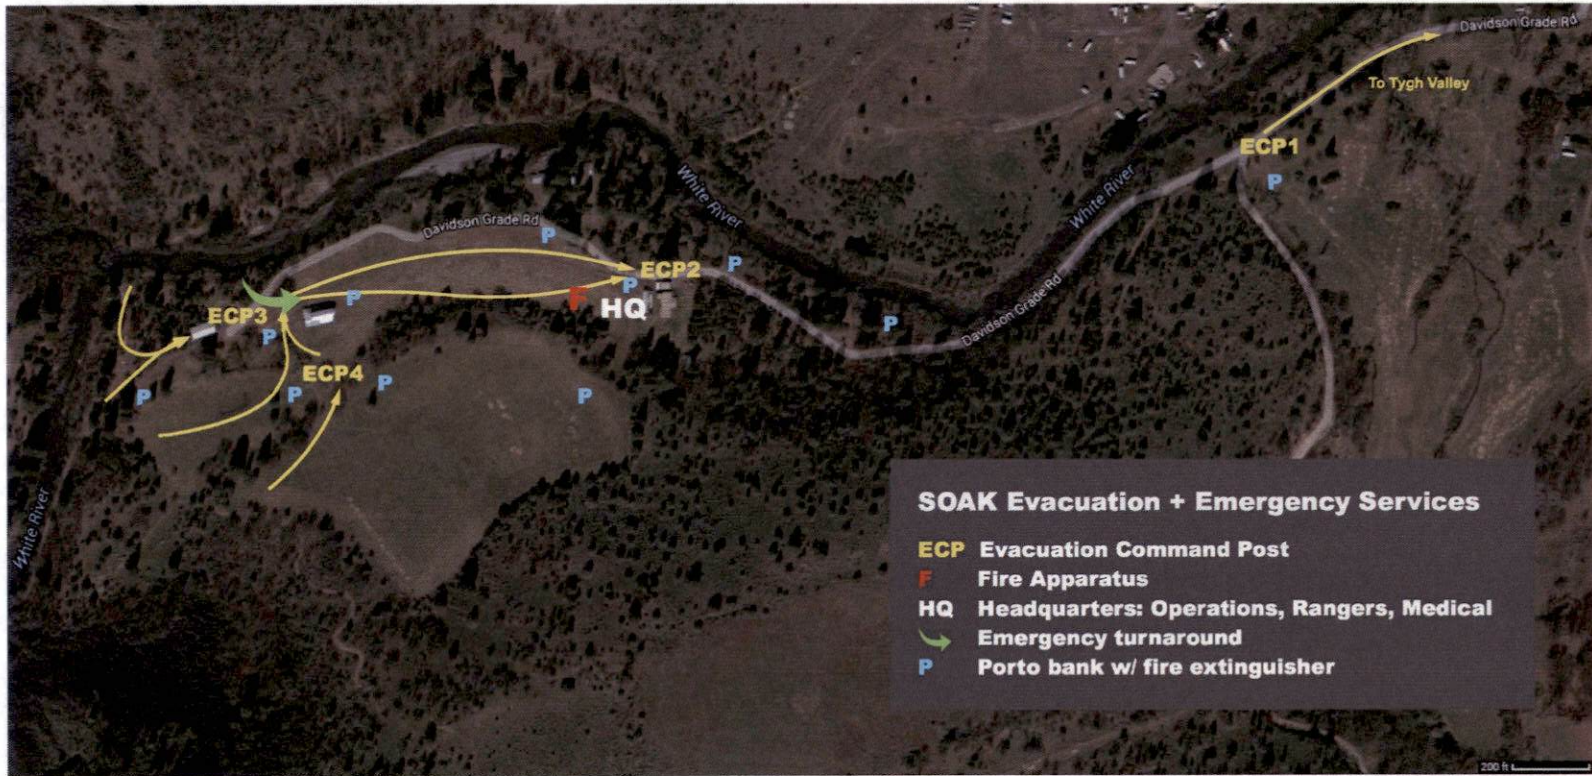 Davidson Grade Rd
To Tygh Valley
ECP1
P
White River
White River
Davidson Grade Rd
P
ECP2
P
P
P
F
HQ
ECP3
P
P
Davidson Grade Rd
ECP4
P
P
P
P
White River
SOAK Evacuation + Emergency Services
ECP Evacuation Command Post
F Fire Apparatus
HQ Headquarters: Operations, Rangers, Medical
Emergency turnaround
P Porto bank w/ fire extinguisher
200 ft